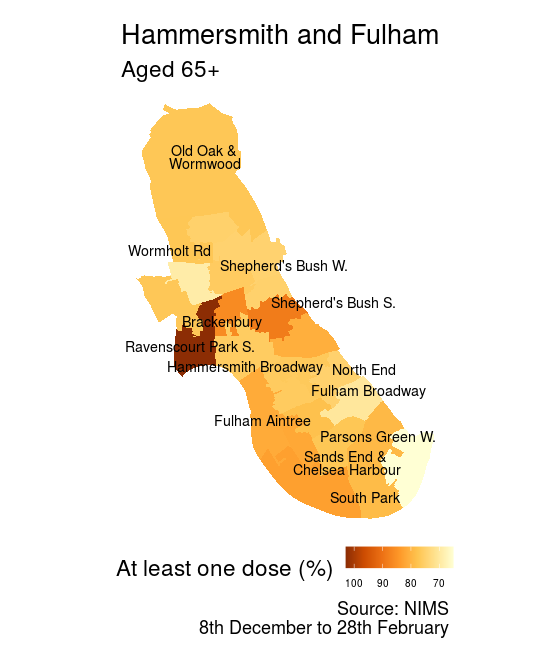 Hammersmith and Fulham
Aged 65+
Old Oak &
Wormwood
Wormholt Rd
Shepherd's Bush W.
Shepherd's Bush S.
Brackenbury
Ravenscourt Park S.
Hammersmith Broadway
North End
Fulham Broadway
Fulham Aintree
Parsons Green W.
Sands End &
Chelsea Harbour
South Park
At least one dose (%)
100 90 80 70
Source: NIMS
8th December to 28th February